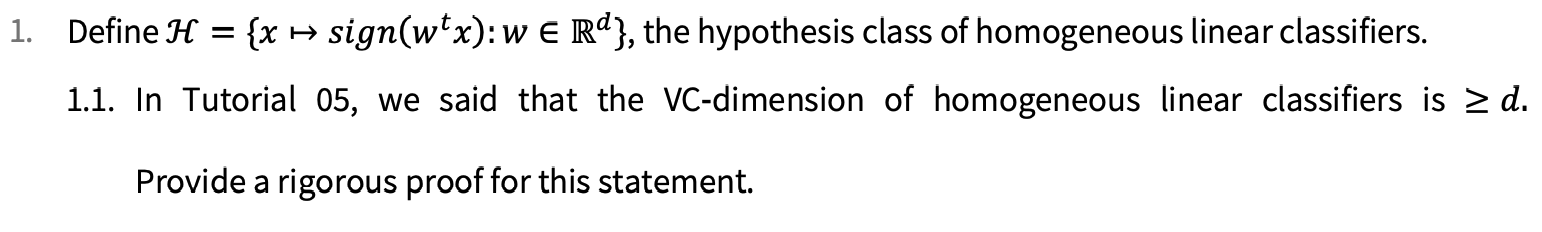 1. Define ℋ = {x ↦ sign(wᵗx): w ∈ ℝᵈ}, the hypothesis class of homogeneous linear classifiers.
1.1. In Tutorial 05, we said that the VC-dimension of homogeneous linear classifiers is ≥ d.
Provide a rigorous proof for this statement.